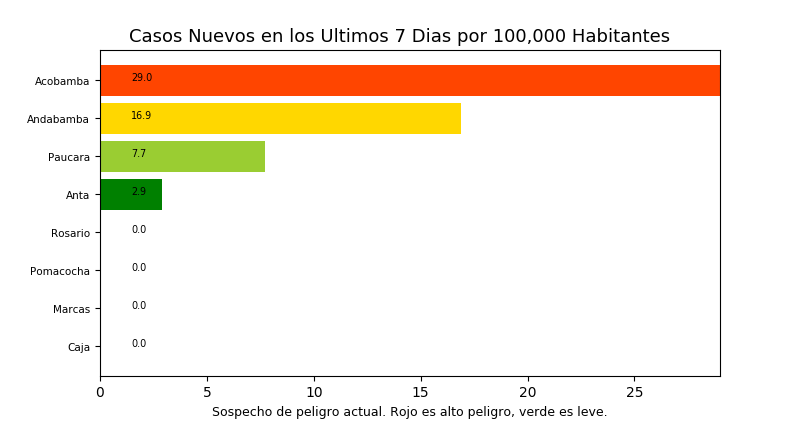 Casos Nuevos en los Ultimos 7 Dias por 100,000 Habitantes
Acobamba 29.0
Andabamba 16.9
Paucara 7.7
Anta 2.9
Rosario 0.0
Pomacocha 0.0
Marcas 0.0
Caja 0.0
0 5 10 15 20 25
Sospecho de peligro actual. Rojo es alto peligro, verde es leve.